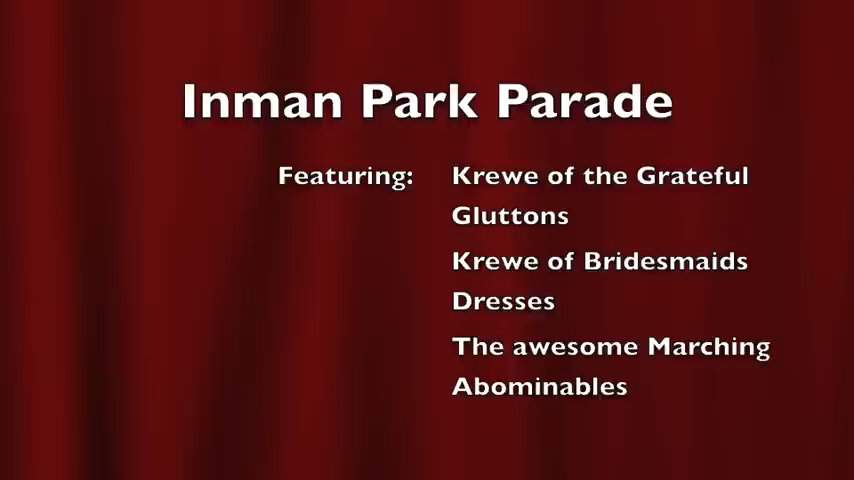 Inman Park Parade
Featuring: Krewe of the Grateful
Gluttons
Krewe of Bridesmaids
Dresses
The awesome Marching
Abominables